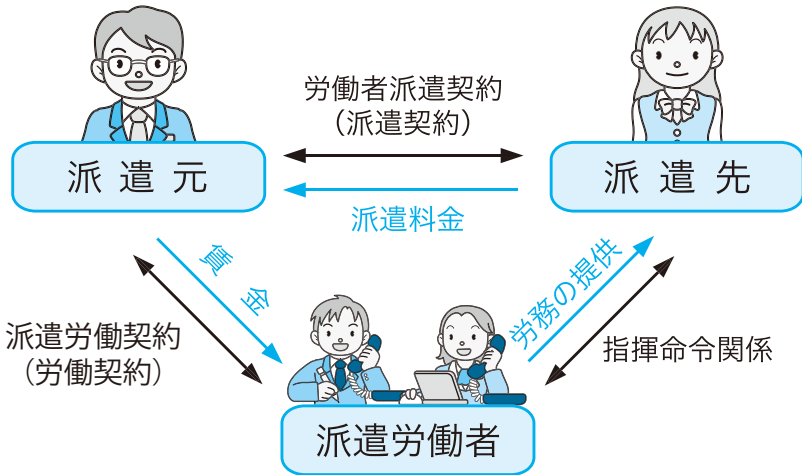 労働者派遣契約
（派遣契約）
派遣元
派遣先
派遣料金
賃金
労務の提供
派遣労働契約
（労働契約）
指揮命令関係
派遣労働者